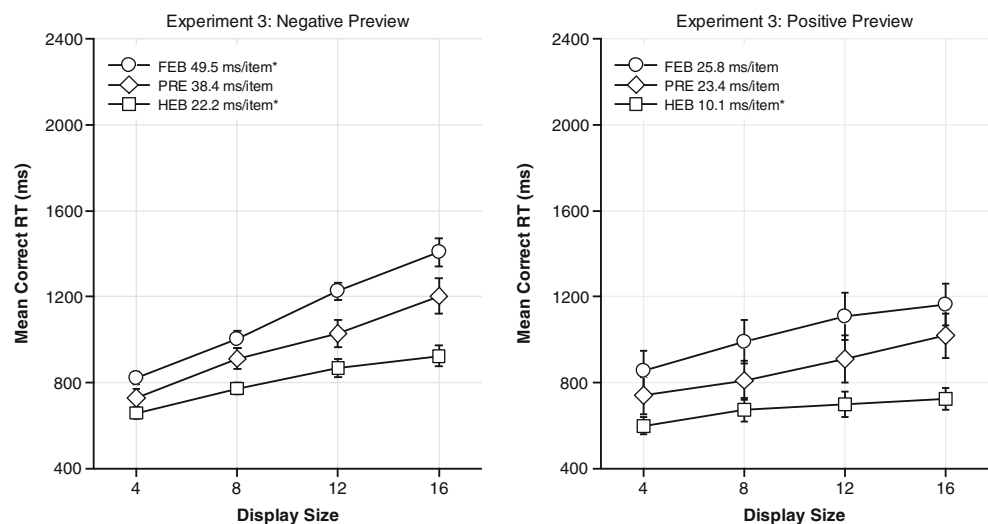 Experiment 3: Negative Preview
2400
2000
1600
1200
800
400
Mean Correct RT (ms)
FEB 49.5 ms/item*
PRE 38.4 ms/item
HEB 22.2 ms/item*
4 8 12 16
Display Size
Experiment 3: Positive Preview
2400
2000
1600
1200
800
400
Mean Correct RT (ms)
FEB 25.8 ms/item
PRE 23.4 ms/item
HEB 10.1 ms/item*
4 8 12 16
Display Size